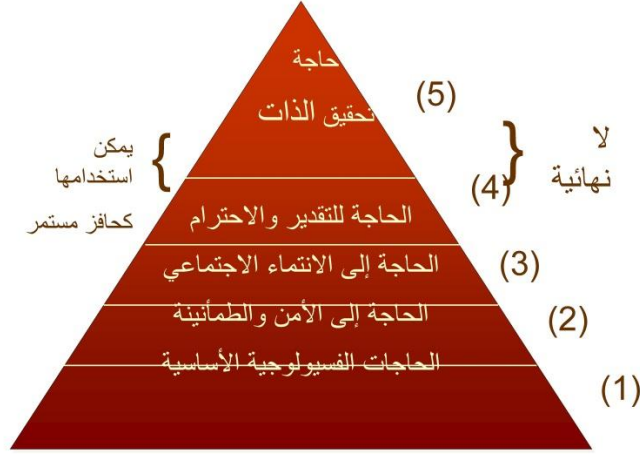 حاجة
تحقيق الذات
(5)
لا
نهائية
{
}
يمكن
استخدامها
كحافز مستمر
(4)
الحاجة للتقدير والاحترام
(3)
الحاجة إلى الانتماء الاجتماعي
(2)
الحاجة إلى الأمن والطمأنينة
(1)
الحاجات الفسيولوجية الأساسية